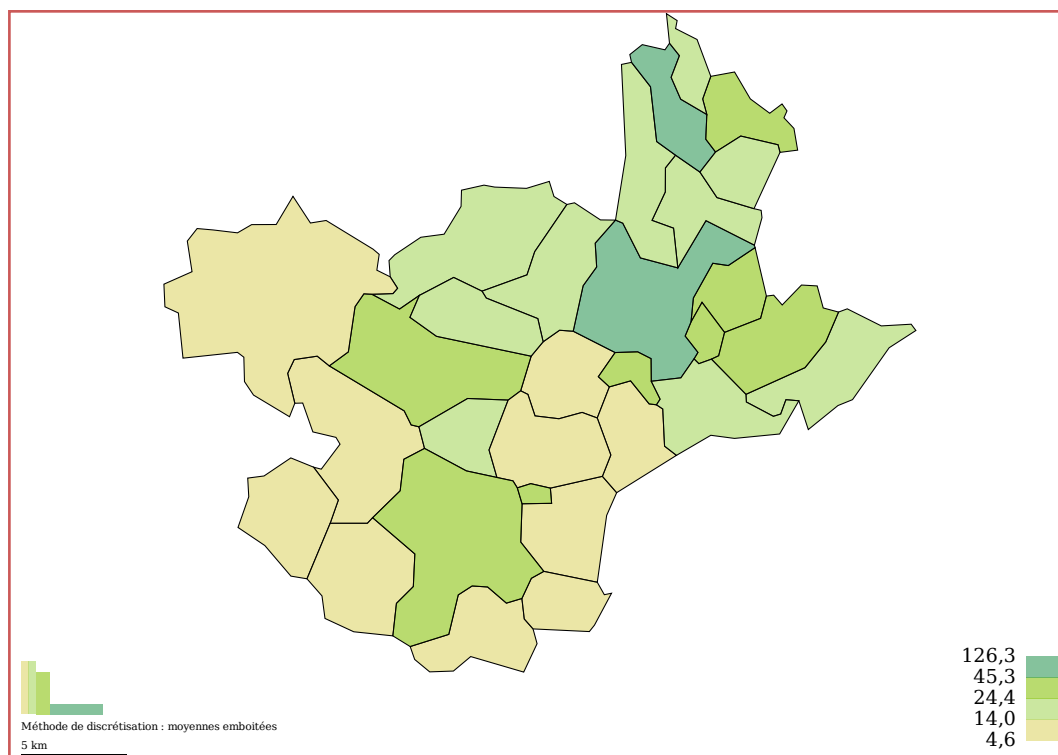 126,3
45,3
24,4
14,0
4,6
Méthode de discrétisation : moyennes emboitées
5 km